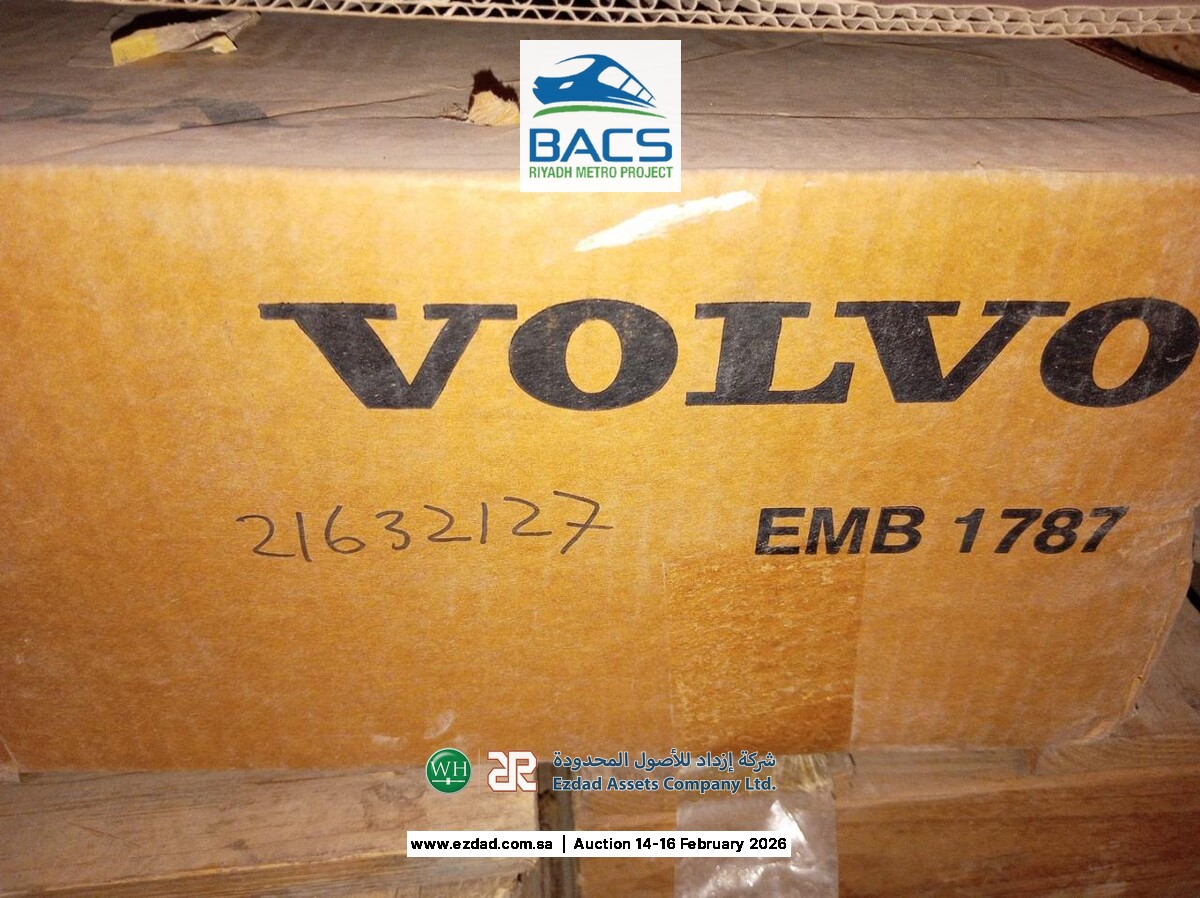 BACS
RIYADH METRO PROJECT
VOLVO
21632127
EMB 1787
WH
شركة إزداد للأصول المحدودة
Ezdad Assets Company Ltd.
www.ezdad.com.sa | Auction 14-16 February 2026